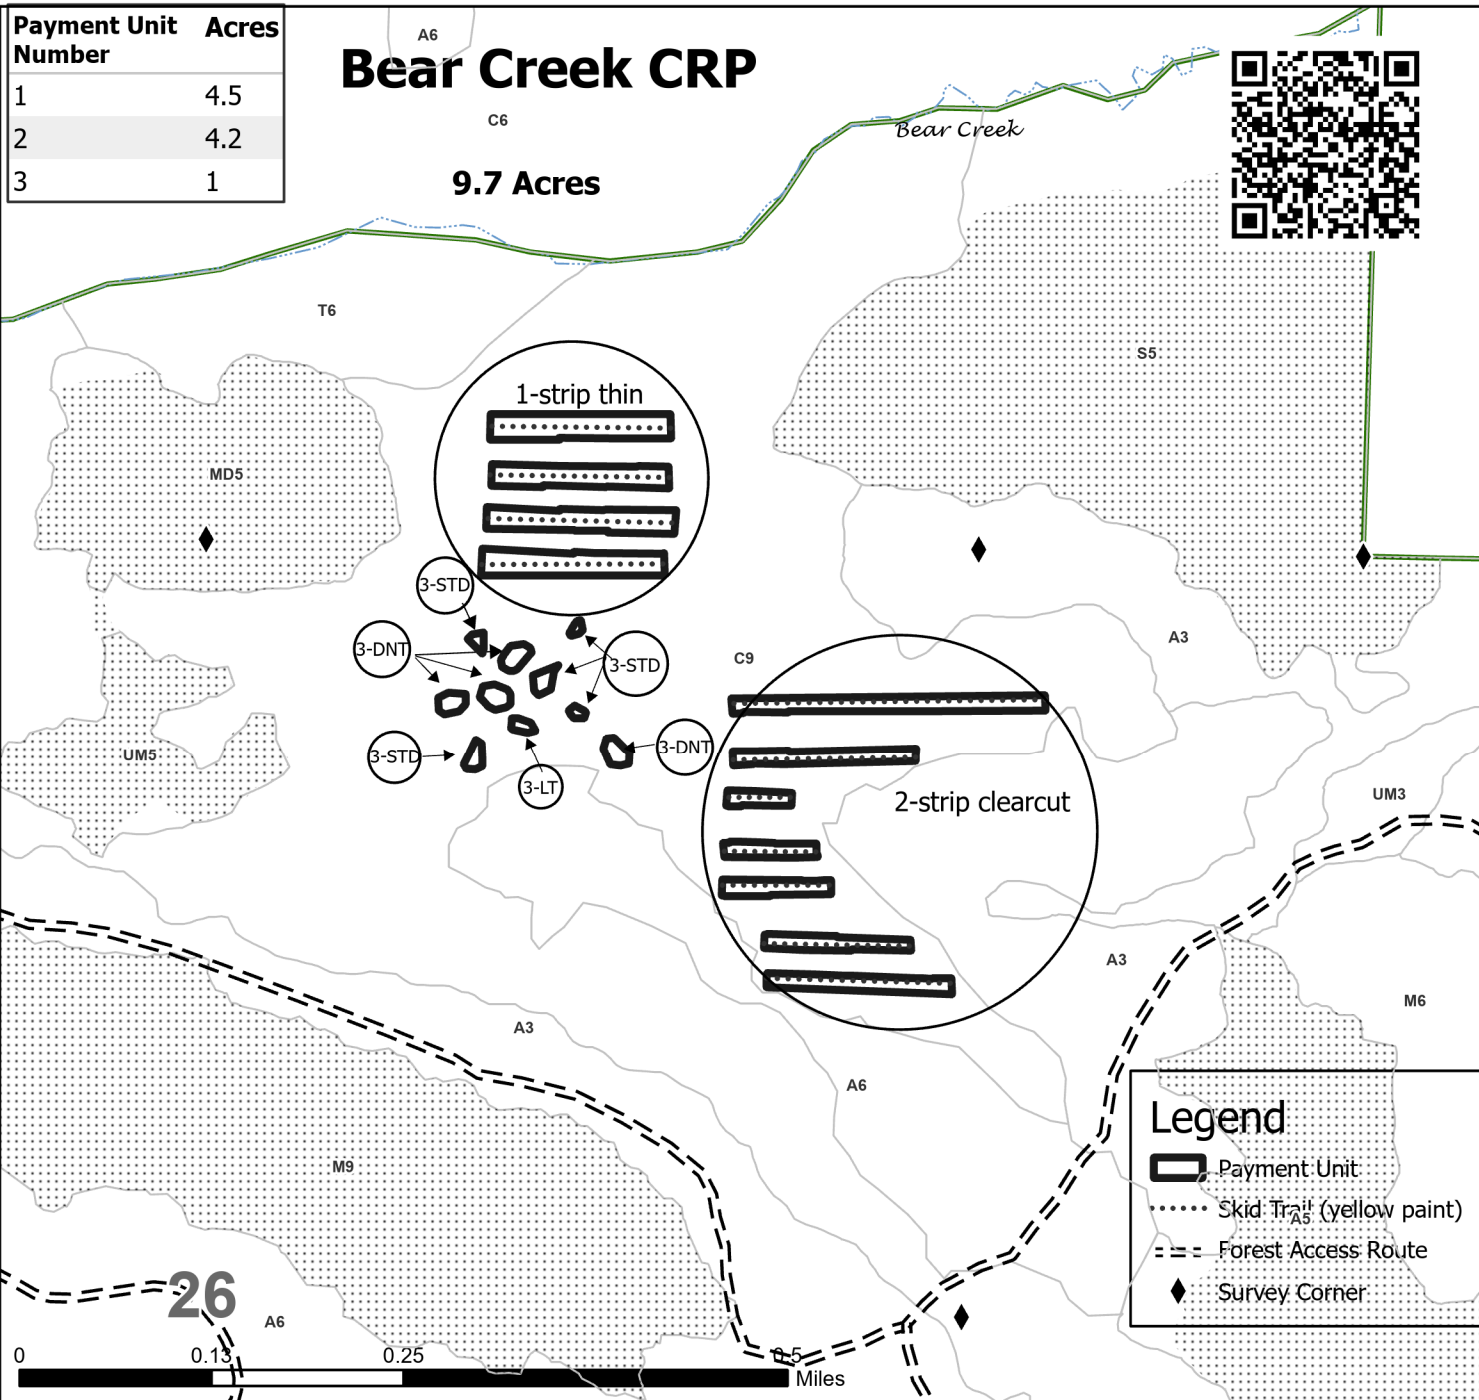 Payment Unit Number Acres
1 4.5
2 4.2
3 1
A6
Bear Creek CRP
C6
9.7 Acres
Bear Creek
T6
S5
1-strip thin
MD5
3-STD
3-DNT
3-STD
C9
A3
3-STD
3-DNT
3-LT
UM5
2-strip clearcut
UM3
A3
M6
A3
A6
M9
Legend
Payment Unit
Skid Trail (yellow paint)
A5
Forest Access Route
Survey Corner
26
A6
0 0.13 0.25 0.5
Miles